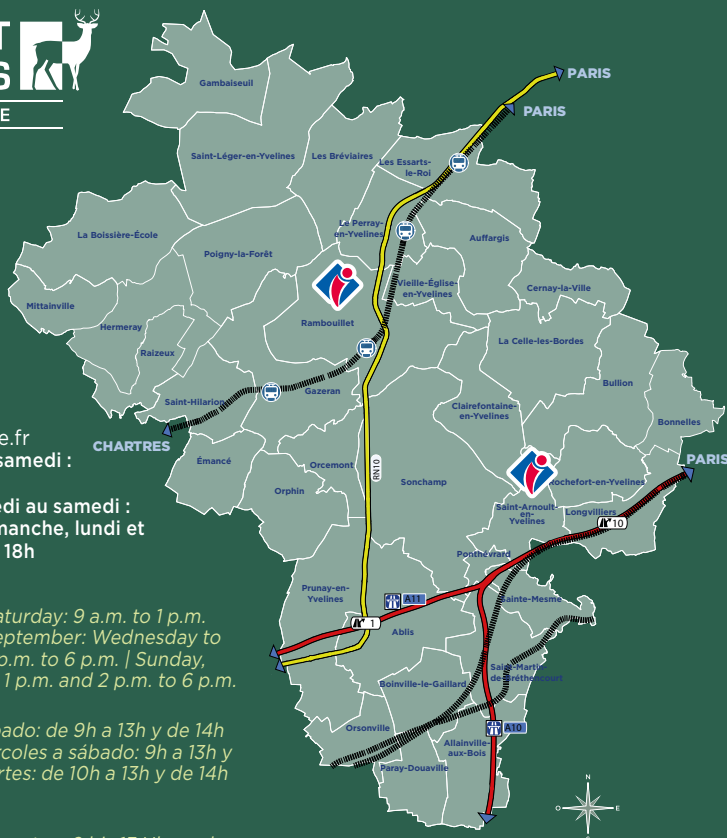 T
S
E
PARIS
PARIS
Gambaiseuil
Saint-Léger-en-Yvelines
Les Bréviaires
Les Essarts-
le-Roi
La Boissière-École
Le Perray-
en-Yvelines
Auffargis
Poigny-la-Forêt
Vieille-Église-
en-Yvelines
Cernay-la-Ville
Mittainville
Hermeray
Rambouillet
Raizeux
La Celle-les-Bordes
Bullion
Gazeran
Saint-Hilarion
Clairefontaine-
en-Yvelines
Bonnelles
CHARTRES
Émancé
Orcemont
RN10
PARIS
Orphin
Sonchamp
Rochefort-en-Yvelines
Saint-Arnoult-
en-
Yvelines
Longvilliers
10
Ponthévrard
Prunay-en-
Yvelines
A11
Sainte-Mesme
1
Ablis
Saint-Martin-
de-Bréthencourt
Boinville-le-Gaillard
Orsonville
A10
Allainville-
aux-Bois
Paray-Douaville
N
O
E
e.fr
samedi :
edi au samedi :
manche, lundi et
18h
aturday: 9 a.m. to 1 p.m.
eptember: Wednesday to
p.m. to 6 p.m. | Sunday,
1 p.m. and 2 p.m. to 6 p.m.
bado: de 9h a 13h y de 14h
rcoles a sábado: 9h a 13h y
rtes: de 10h a 13h y de 14h